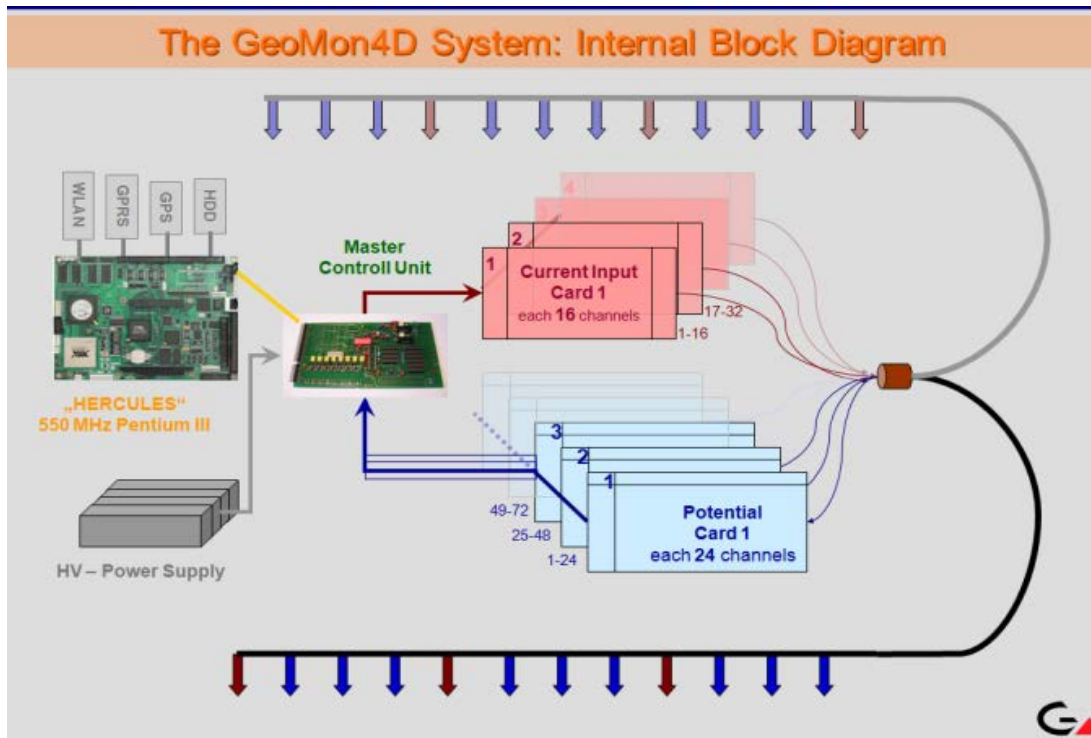 The GeoMon4D System: Internal Block Diagram
WLAN
GPRS
GPS
HDD
Master
Controll Unit
4
3
2
1
Current Input
Card 1
each 16 channels
17-32
1-16
„HERCULES“
550 MHz Pentium III
HV – Power Supply
3
2
1
49-72
25-48
1-24
Potential
Card 1
each 24 channels